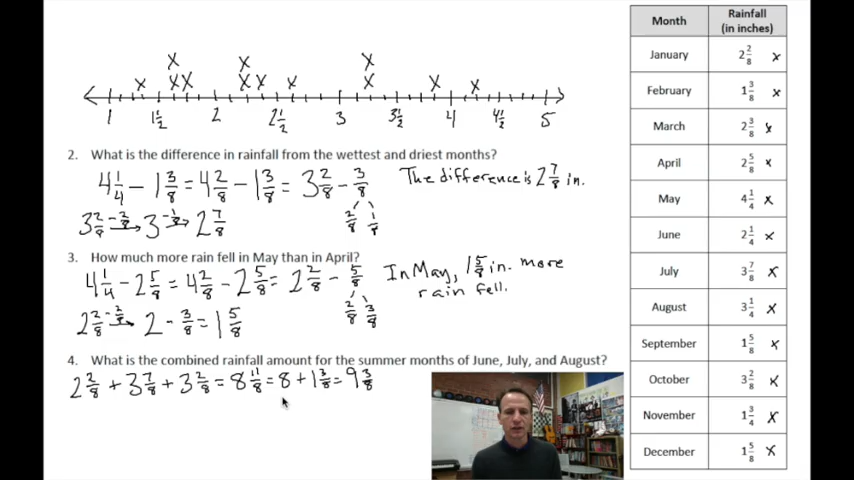 x x x
x x x x x x x x x
1 1 1/2 2 2 1/2 3 3 1/2 4 4 1/2 5
2. What is the difference in rainfall from the wettest and driest months?
4 1/4 - 1 3/8 = 4 2/8 - 1 3/8 = 3 2/8 - 3/8
2/8 1/8
The difference is 2 7/8 in.
3 2/8 -2/8→ 3 -1/8→ 2 7/8
3. How much more rain fell in May than in April?
4 1/4 - 2 5/8 = 4 2/8 - 2 5/8 = 2 2/8 - 5/8
2/8 3/8
In May, 1 5/8 in. more
rain fell.
2 2/8 -2/8→ 2 - 3/8 = 1 5/8
4. What is the combined rainfall amount for the summer months of June, July, and August?
2 2/8 + 3 7/8 + 3 2/8 = 8 11/8 = 8 + 1 3/8 = 9 3/8
Month Rainfall
(in inches)
January 2 2/8 x
February 1 3/8 x
March 2 3/8 x
April 2 5/8 x
May 4 1/4 x
June 2 1/4 x
July 3 7/8 x
August 3 1/4 x
September 1 5/8 x
October 3 2/8 x
November 1 3/4 x
December 1 5/8 x